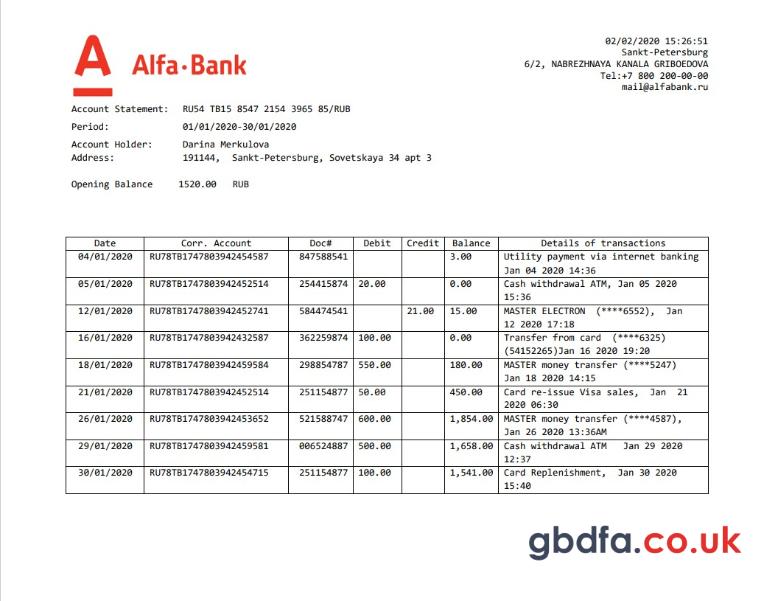 Alfa·Bank
02/02/2020 15:26:51
Sankt-Petersburg
6/2, NABREZHNAYA KANALA GRIBOEDOVA
Tel:+7 800 200-00-00
mail@alfabank.ru
Account Statement: RU54 TB15 8547 2154 3965 85/RUB
Period: 01/01/2020-30/01/2020
Account Holder: Darina Merkulova
Address: 191144, Sankt-Petersburg, Sovetskaya 34 apt 3
Opening Balance 1520.00 RUB
Date Corr. Account Doc# Debit Credit Balance Details of transactions
04/01/2020 RU78TB1747803942454587 847588541 3.00 Utility payment via internet banking
Jan 04 2020 14:36
05/01/2020 RU78TB1747803942452514 254415874 20.00 0.00 Cash withdrawal ATM, Jan 05 2020
15:36
12/01/2020 RU78TB1747803942452741 584474541 21.00 15.00 MASTER ELECTRON (****6552), Jan
12 2020 17:18
16/01/2020 RU78TB1747803942432587 362259874 100.00 0.00 Transfer from card (****6325)
(54152265)Jan 16 2020 19:20
18/01/2020 RU78TB1747803942459584 298854787 550.00 180.00 MASTER money transfer (****5247)
Jan 18 2020 14:15
21/01/2020 RU78TB1747803942452514 251154877 50.00 450.00 Card re-issue Visa sales, Jan 21
2020 06:30
26/01/2020 RU78TB1747803942453652 521588747 600.00 1,854.00 MASTER money transfer (****4587),
Jan 26 2020 13:36AM
29/01/2020 RU78TB1747803942459581 006524887 500.00 1,658.00 Cash withdrawal ATM Jan 29 2020
12:37
30/01/2020 RU78TB1747803942454715 251154877 100.00 1,541.00 Card Replenishment, Jan 30 2020
15:40
gbdfa.co.uk